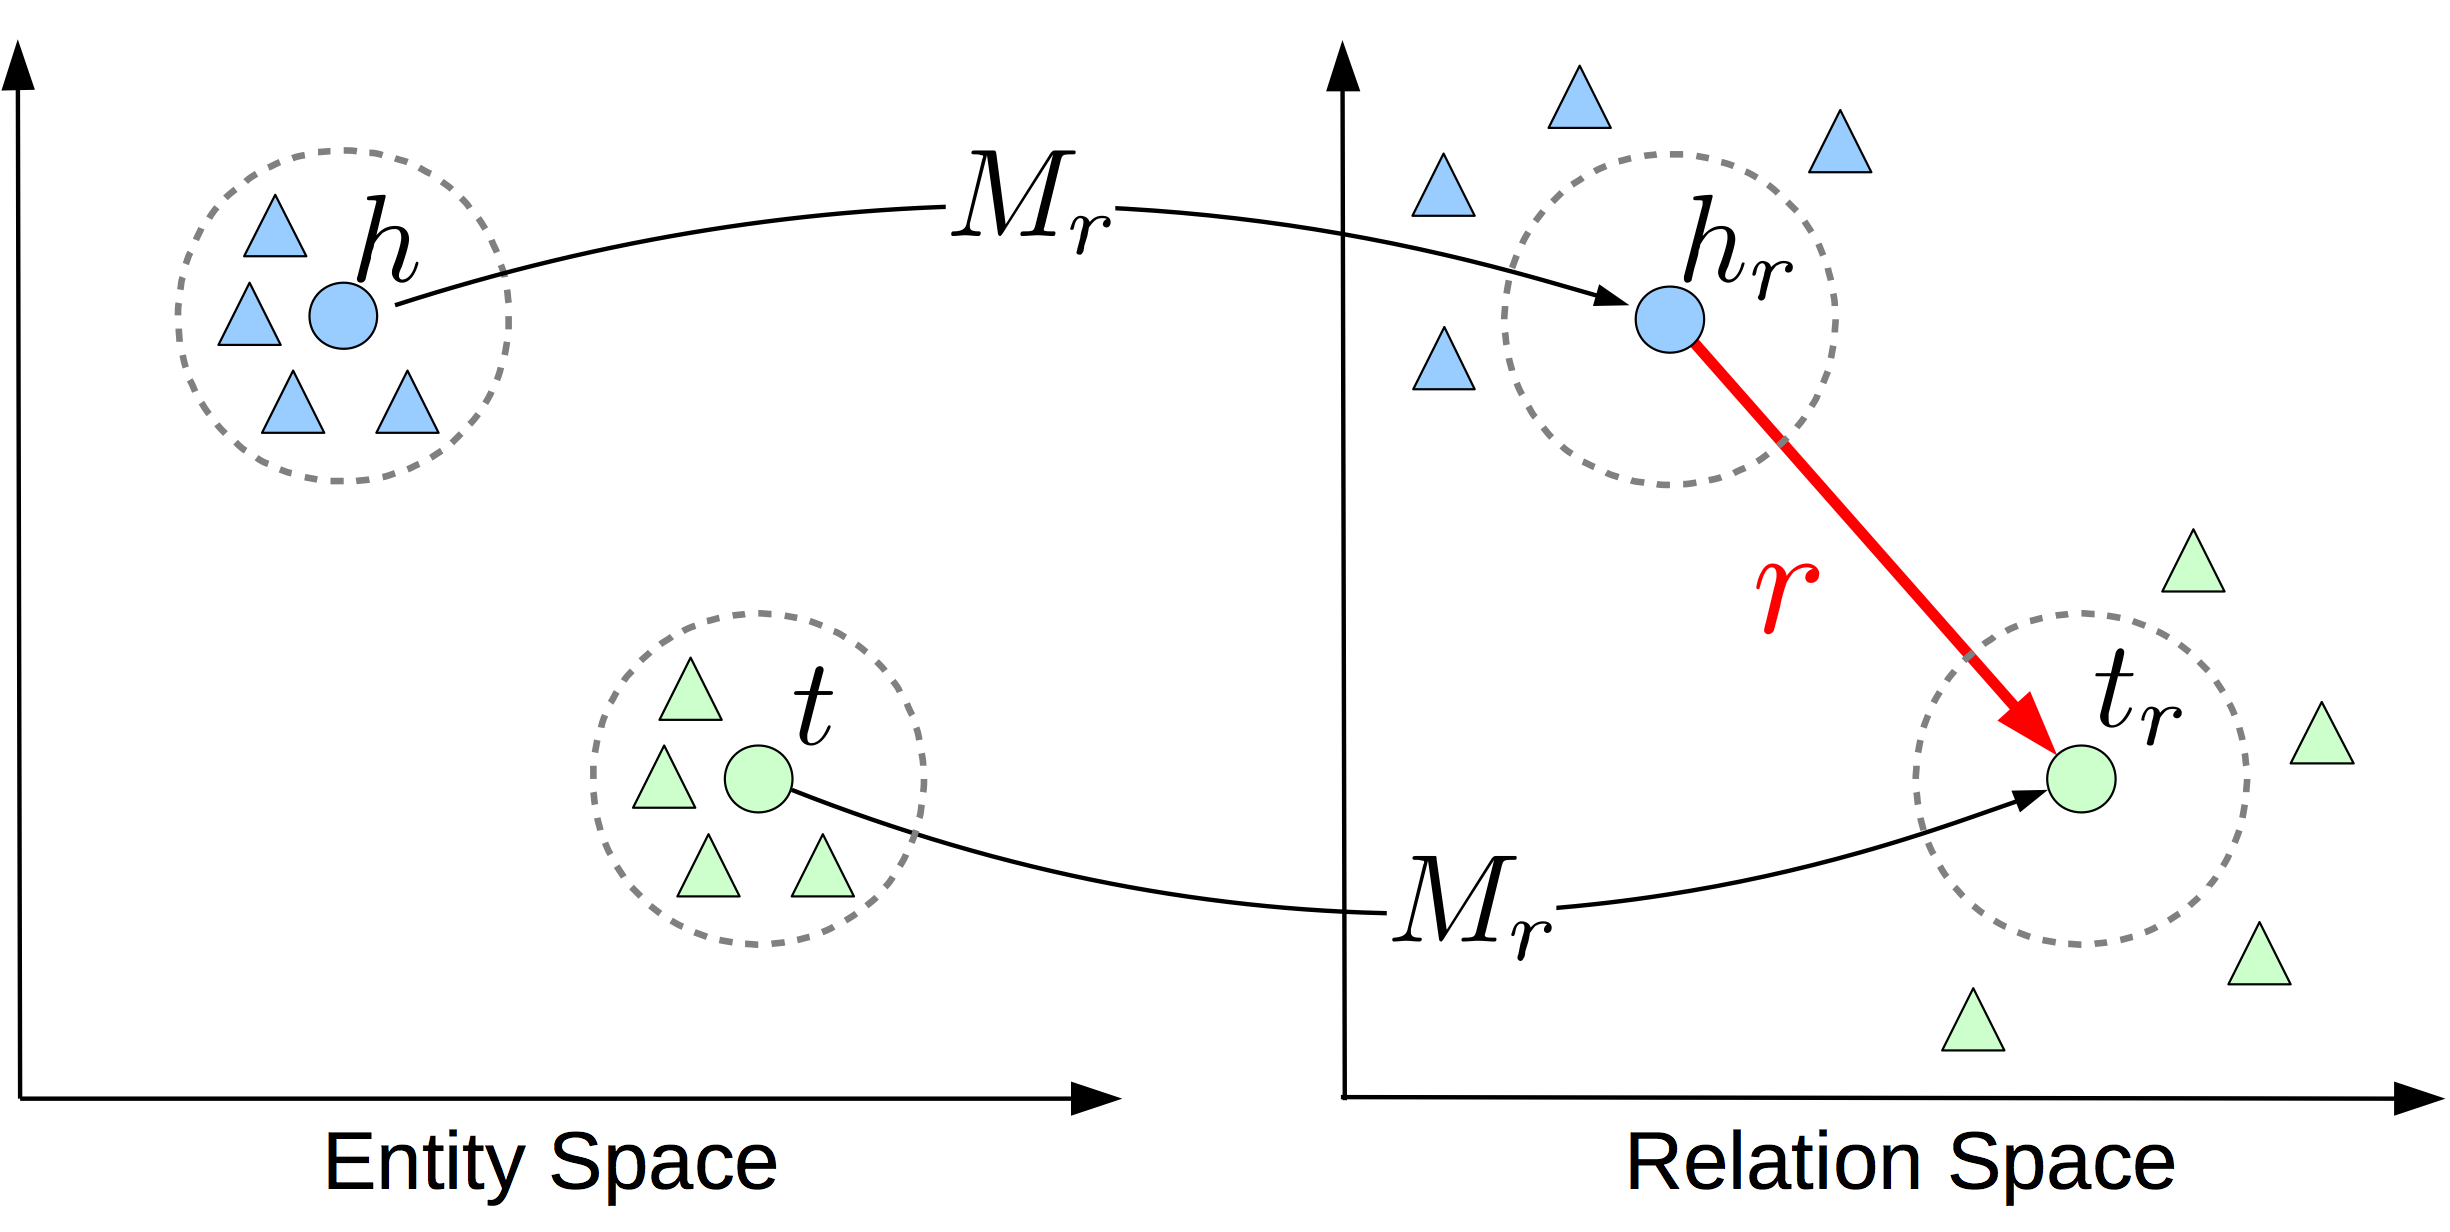 h
M_r
h_r
r
t
t_r
M_r
Entity Space
Relation Space